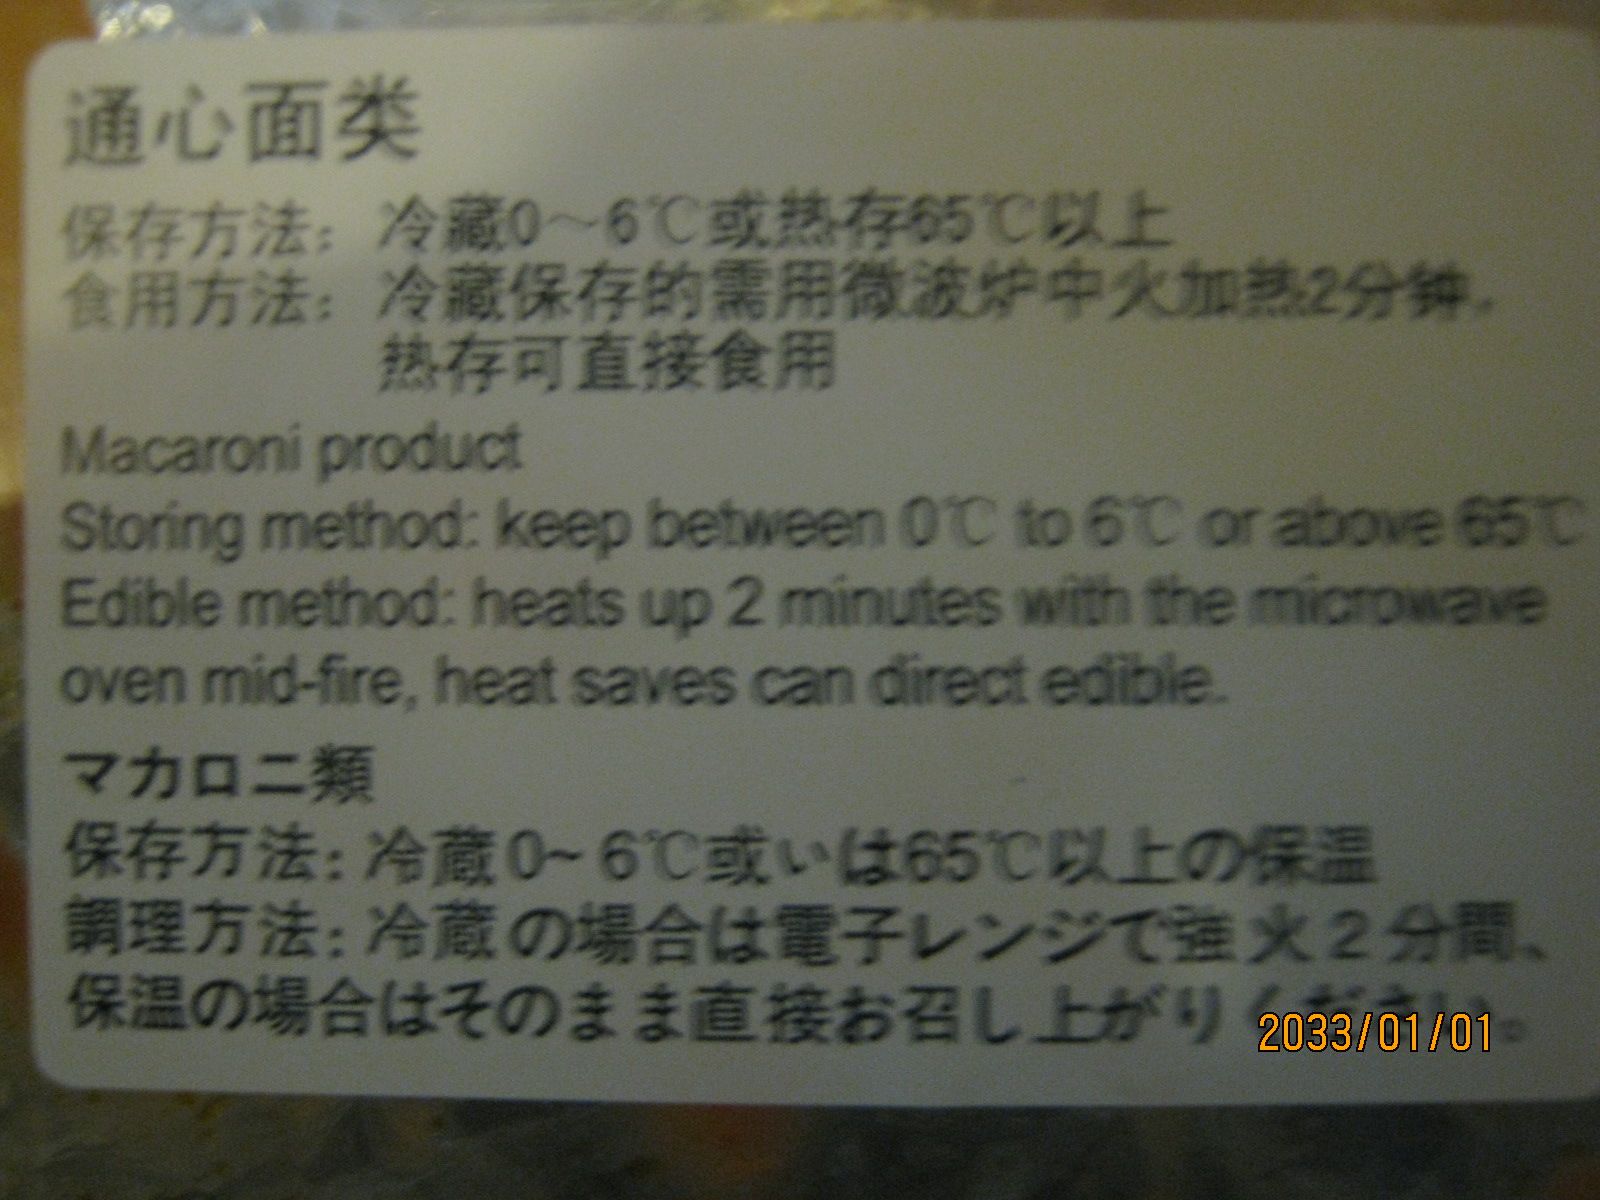 通心面类
保存方法: 冷藏0~6℃或热存65℃以上
食用方法: 冷藏保存的需用微波炉中火加热2分钟,
热存可直接食用
Macaroni product
Storing method: keep between 0℃ to 6℃ or above 65℃
Edible method: heats up 2 minutes with the microwave
oven mid-fire, heat saves can direct edible.
マカロニ類
保存方法: 冷蔵0~ 6℃或いは65℃以上の保温
調理方法: 冷蔵の場合は電子レンジで強火2分間、
保温の場合はそのまま直接お召し上がりください。
2033/01/01